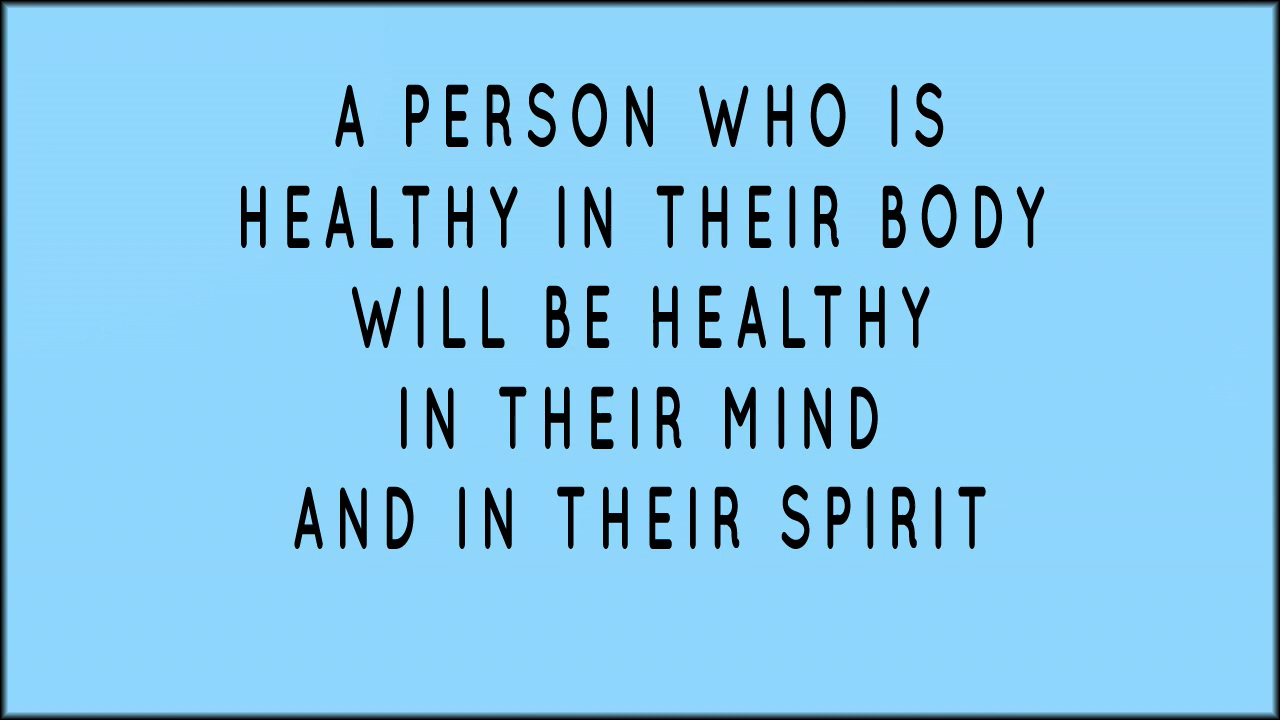 A PERSON WHO IS
HEALTHY IN THEIR BODY
WILL BE HEALTHY
IN THEIR MIND
AND IN THEIR SPIRIT